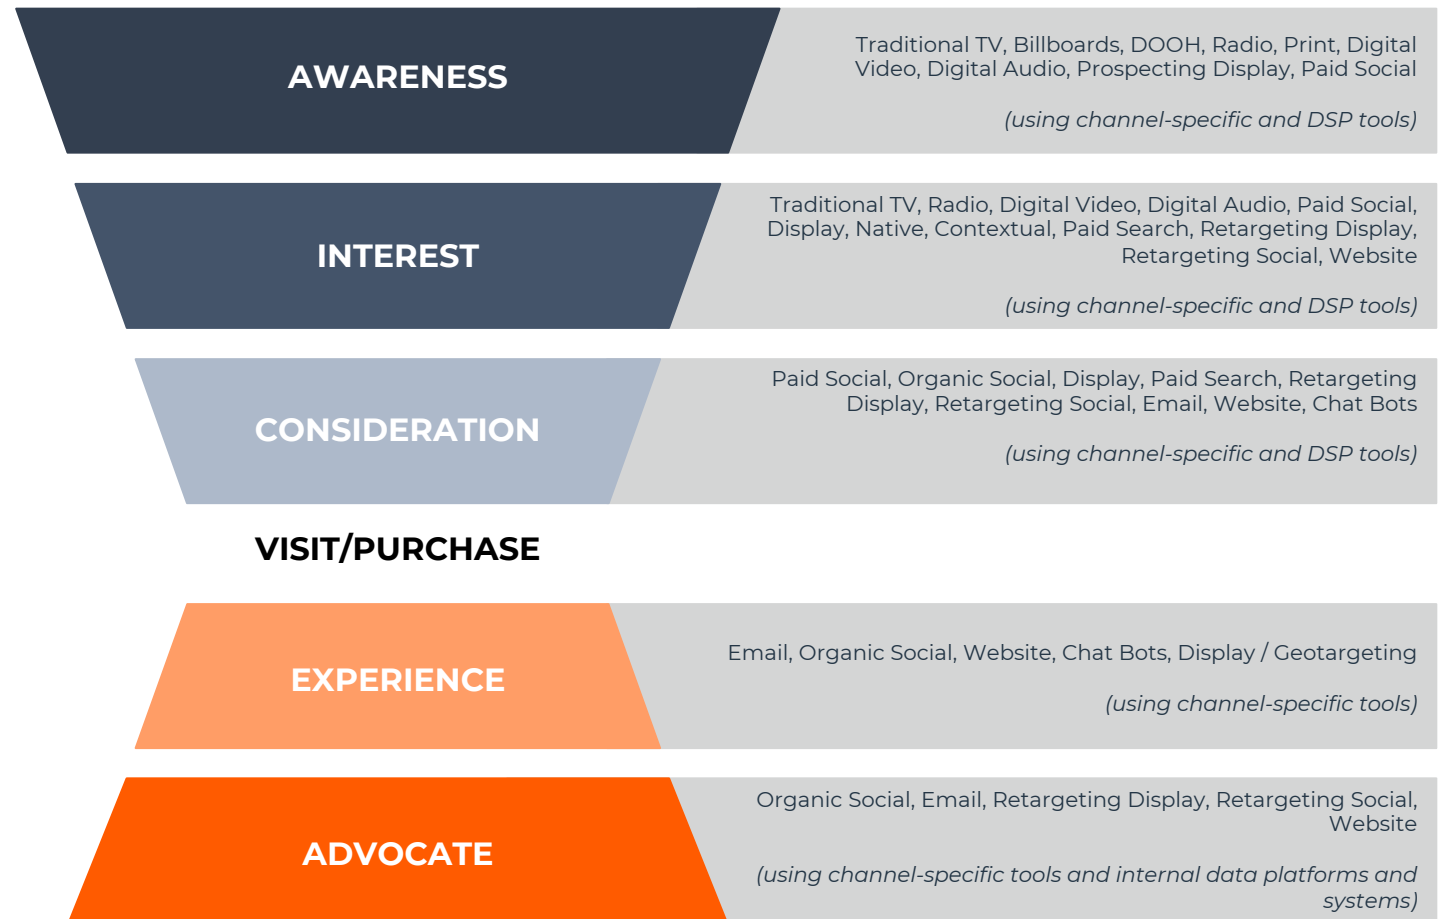 AWARENESS
Traditional TV, Billboards, DOOH, Radio, Print, Digital
Video, Digital Audio, Prospecting Display, Paid Social
(using channel-specific and DSP tools)
INTEREST
Traditional TV, Radio, Digital Video, Digital Audio, Paid Social,
Display, Native, Contextual, Paid Search, Retargeting Display,
Retargeting Social, Website
(using channel-specific and DSP tools)
CONSIDERATION
Paid Social, Organic Social, Display, Paid Search, Retargeting
Display, Retargeting Social, Email, Website, Chat Bots
(using channel-specific and DSP tools)
VISIT/PURCHASE
EXPERIENCE
Email, Organic Social, Website, Chat Bots, Display / Geotargeting
(using channel-specific tools)
ADVOCATE
Organic Social, Email, Retargeting Display, Retargeting Social,
Website
(using channel-specific tools and internal data platforms and
systems)